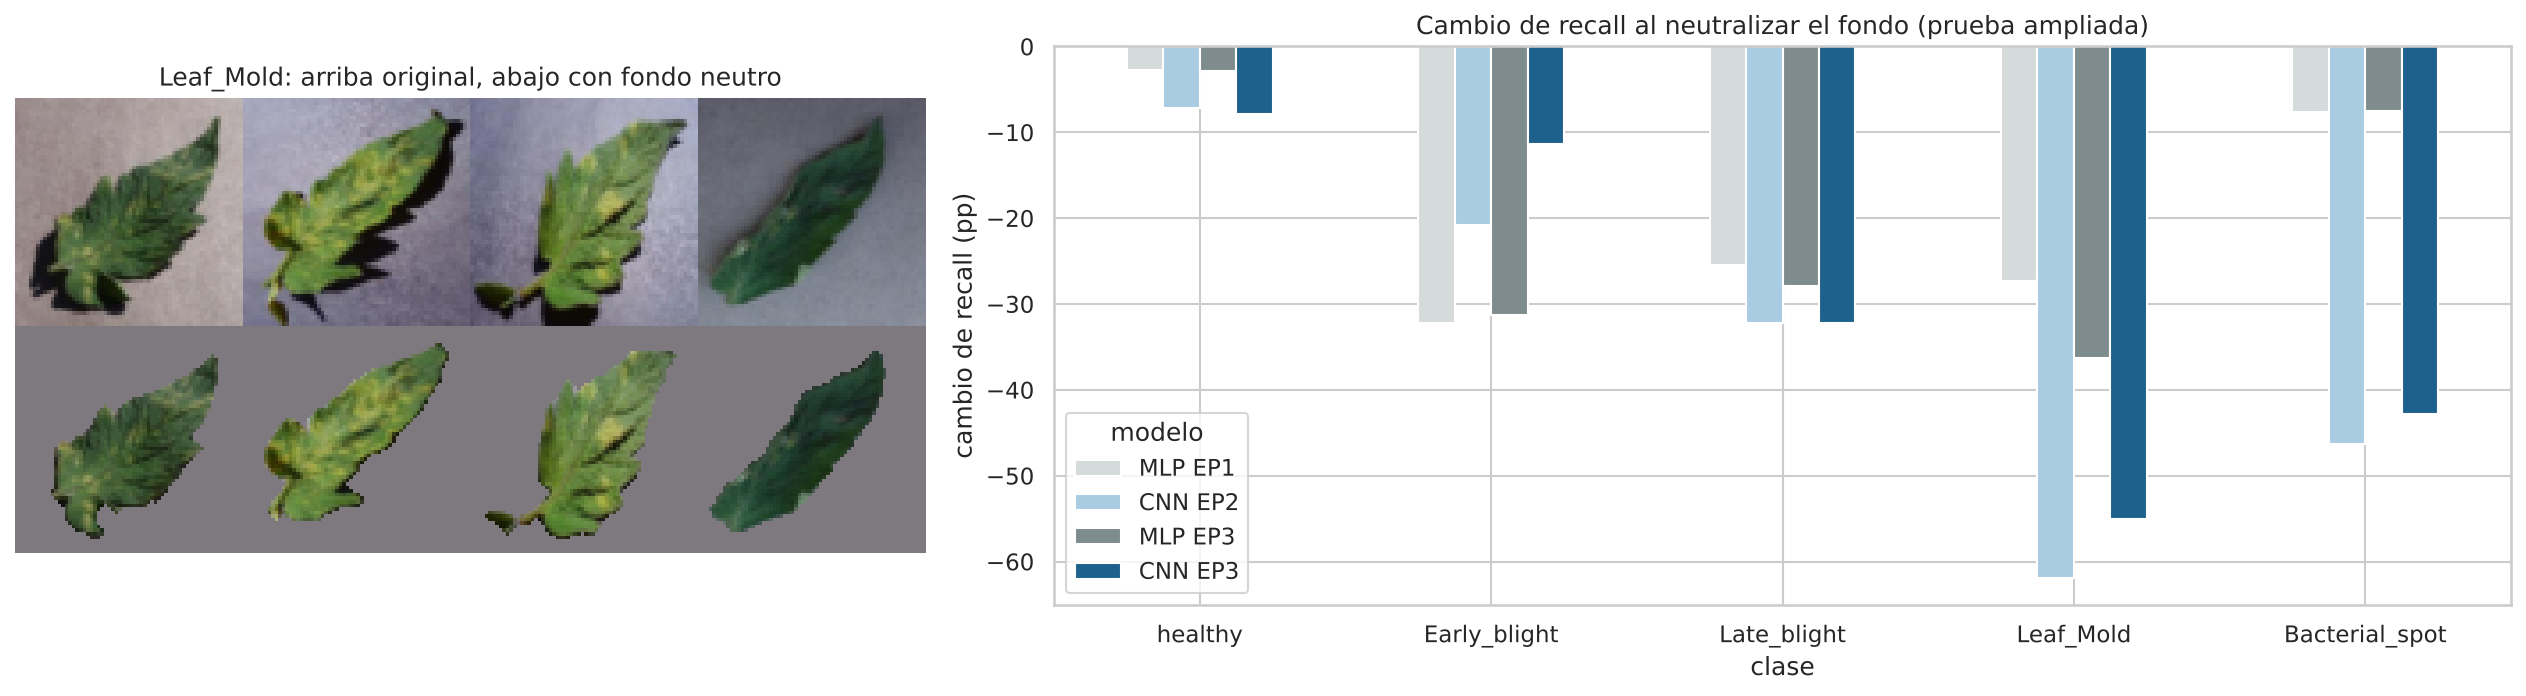 Leaf_Mold: arriba original, abajo con fondo neutro
Cambio de recall al neutralizar el fondo (prueba ampliada)
cambio de recall (pp)
0
−10
−20
−30
−40
−50
−60
modelo
MLP EP1
CNN EP2
MLP EP3
CNN EP3
healthy
Early_blight
Late_blight
Leaf_Mold
Bacterial_spot
clase